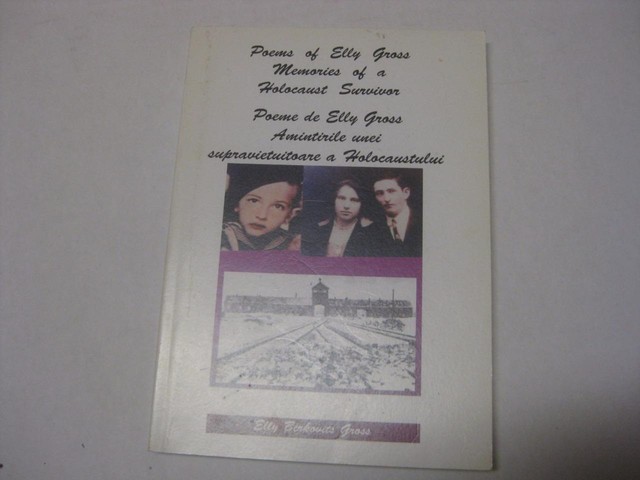 Poems of Elly Gross
Memories of a
Holocaust Survivor
Poeme de Elly Gross
Amintirile unei
supravietuitoare a Holocaustului
Elly Berkovits Gross